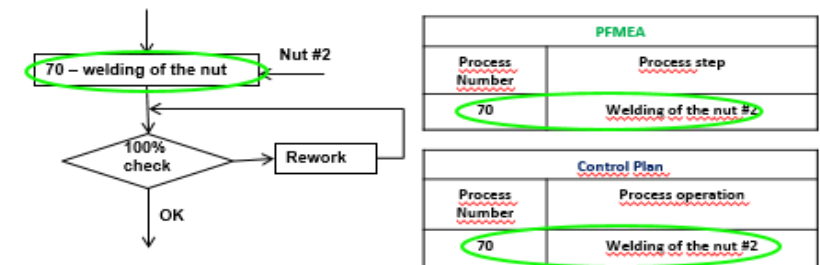 70 – welding of the nut
Nut #2
100%
check
Rework
OK
PFMEA
Process
Number
Process step
70
Welding of the nut #2
Control Plan
Process
Number
Process operation
70
Welding of the nut #2